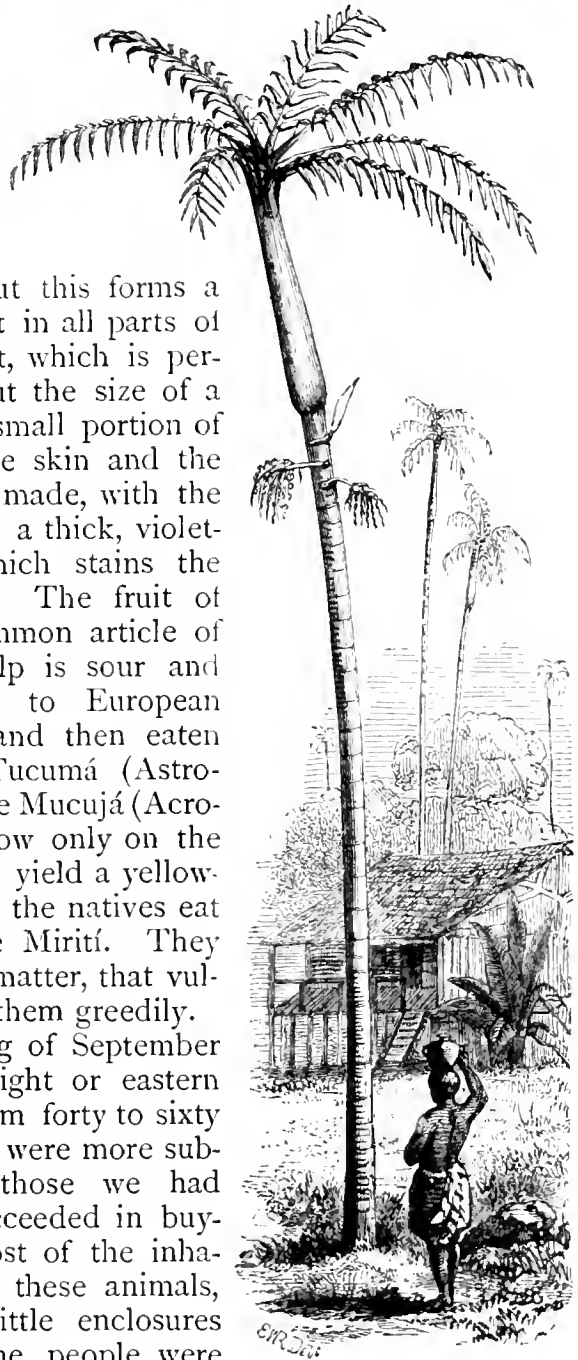 ut this forms a
t in all parts of
t, which is per-
ut the size of a
small portion of
e skin and the
made, with the
a thick, violet-
hich stains the
The fruit of
mmon article of
lp is sour and
to European
and then eaten
Tucumá (Astro-
e Mucujá (Acro-
ow only on the
yield a yellow-
the natives eat
e Mirití. They
matter, that vul-
them greedily.
g of September
ight or eastern
m forty to sixty
were more sub-
those we had
cceeded in buy-
ost of the inha-
these animals,
ittle enclosures
ne people were